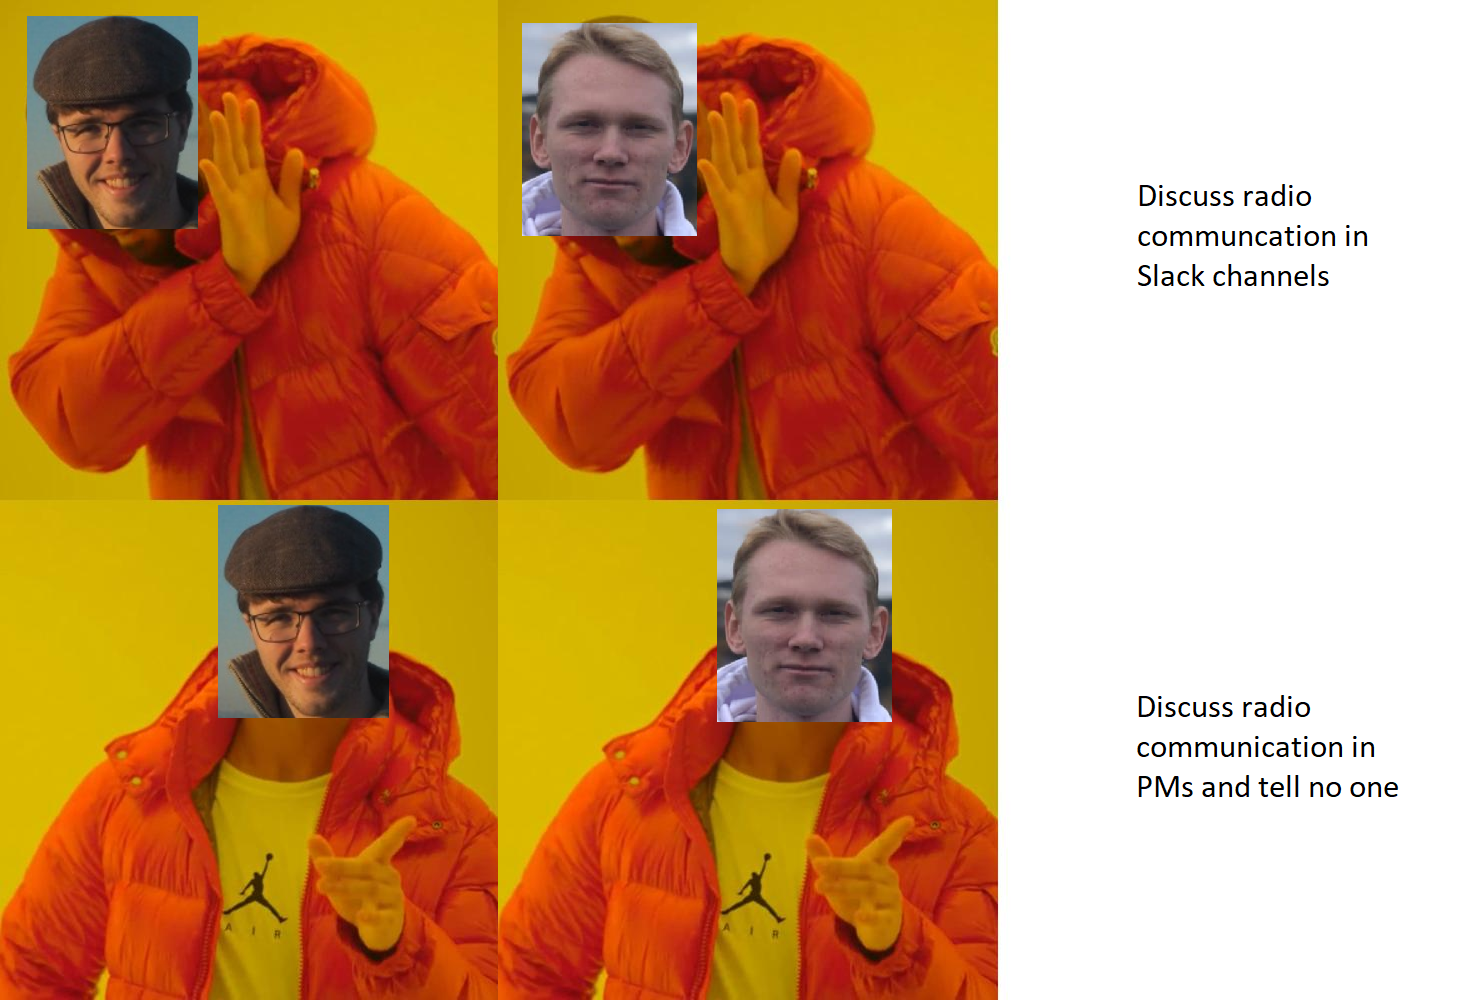 Discuss radio
communcation in
Slack channels
Discuss radio
communication in
PMs and tell no one
A I R
A I R